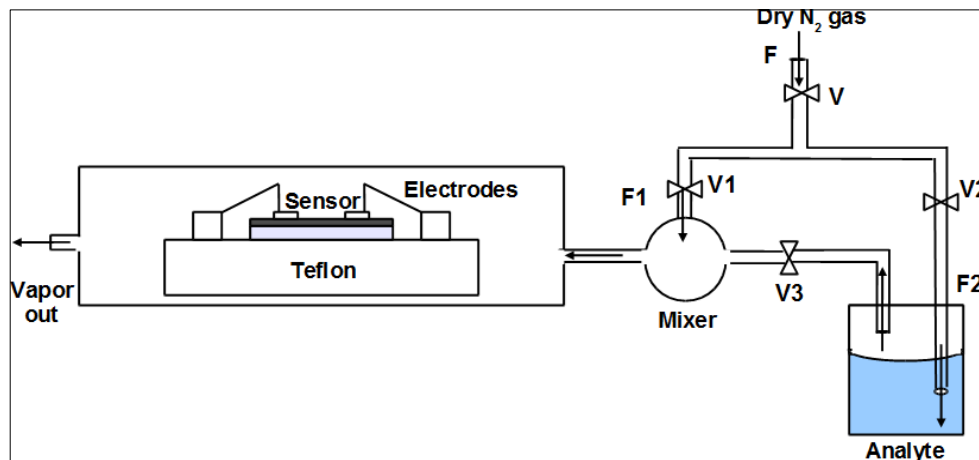 Dry N₂ gas
F
V
F1
V1
V2
Electrodes
Sensor
Teflon
Vapor
out
V3
F2
Mixer
Analyte